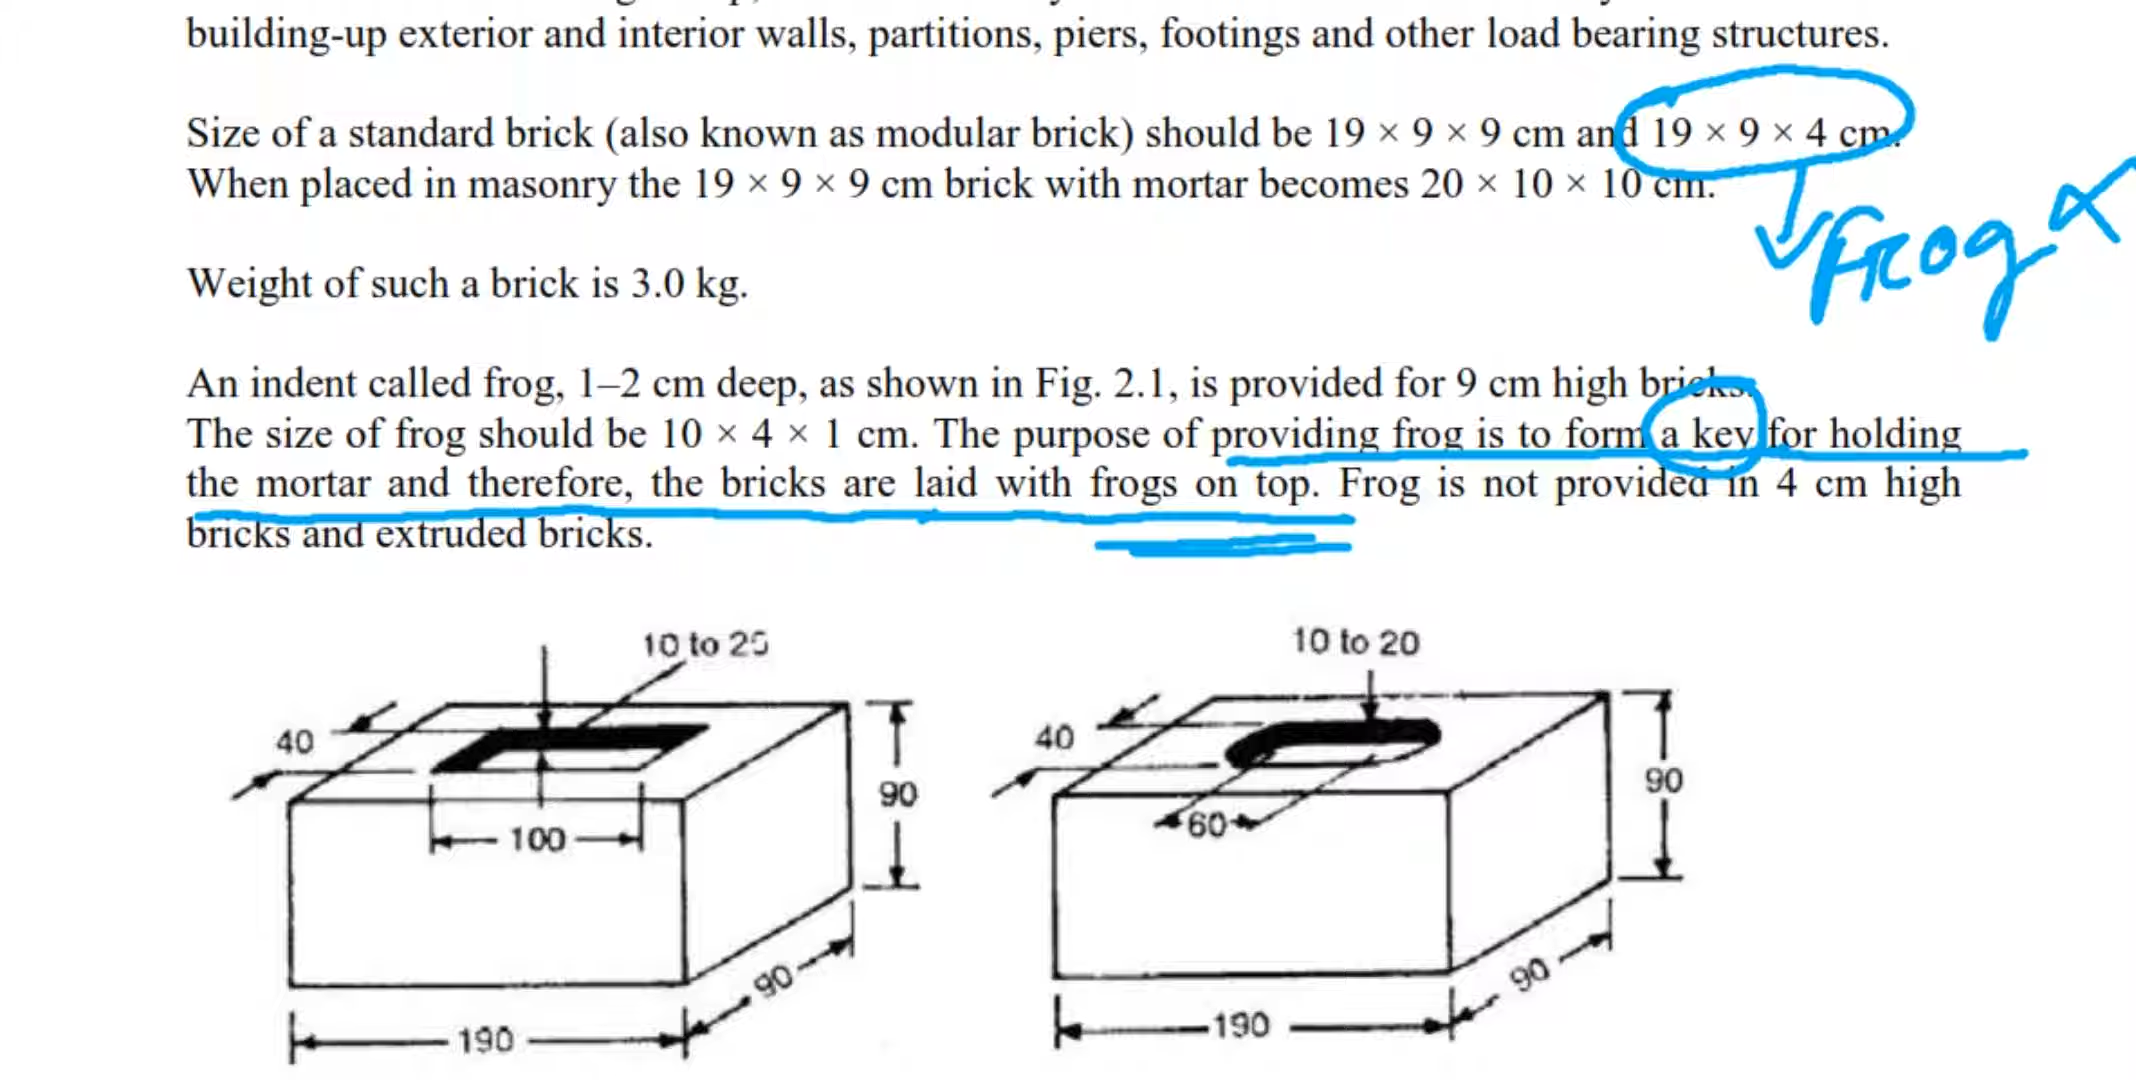 building-up exterior and interior walls, partitions, piers, footings and other load bearing structures.
Size of a standard brick (also known as modular brick) should be 19 × 9 × 9 cm and 19 × 9 × 4 cm.
When placed in masonry the 19 × 9 × 9 cm brick with mortar becomes 20 × 10 × 10 cm.
Frog ×
Weight of such a brick is 3.0 kg.
An indent called frog, 1–2 cm deep, as shown in Fig. 2.1, is provided for 9 cm high bricks.
The size of frog should be 10 × 4 × 1 cm. The purpose of providing frog is to form a key for holding
the mortar and therefore, the bricks are laid with frogs on top. Frog is not provided in 4 cm high
bricks and extruded bricks.
10 to 25
40
90
100
90
190
10 to 20
40
90
60
90
190